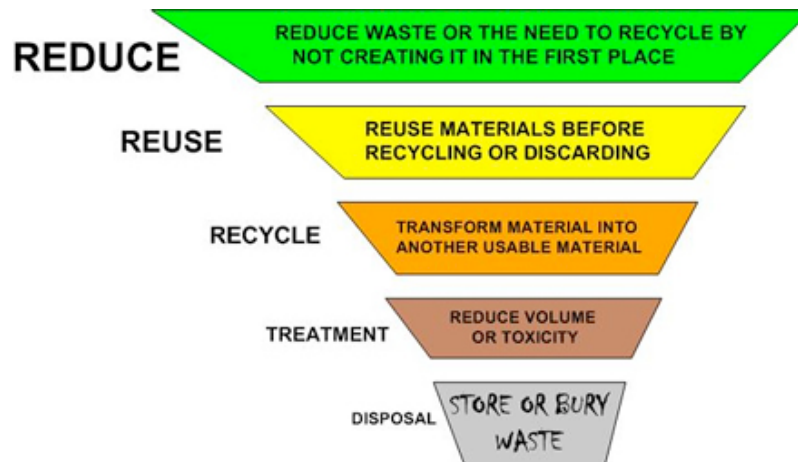 REDUCE
REDUCE WASTE OR THE NEED TO RECYCLE BY
NOT CREATING IT IN THE FIRST PLACE
REUSE
REUSE MATERIALS BEFORE
RECYCLING OR DISCARDING
RECYCLE
TRANSFORM MATERIAL INTO
ANOTHER USABLE MATERIAL
TREATMENT
REDUCE VOLUME
OR TOXICITY
DISPOSAL
STORE OR BURY
WASTE